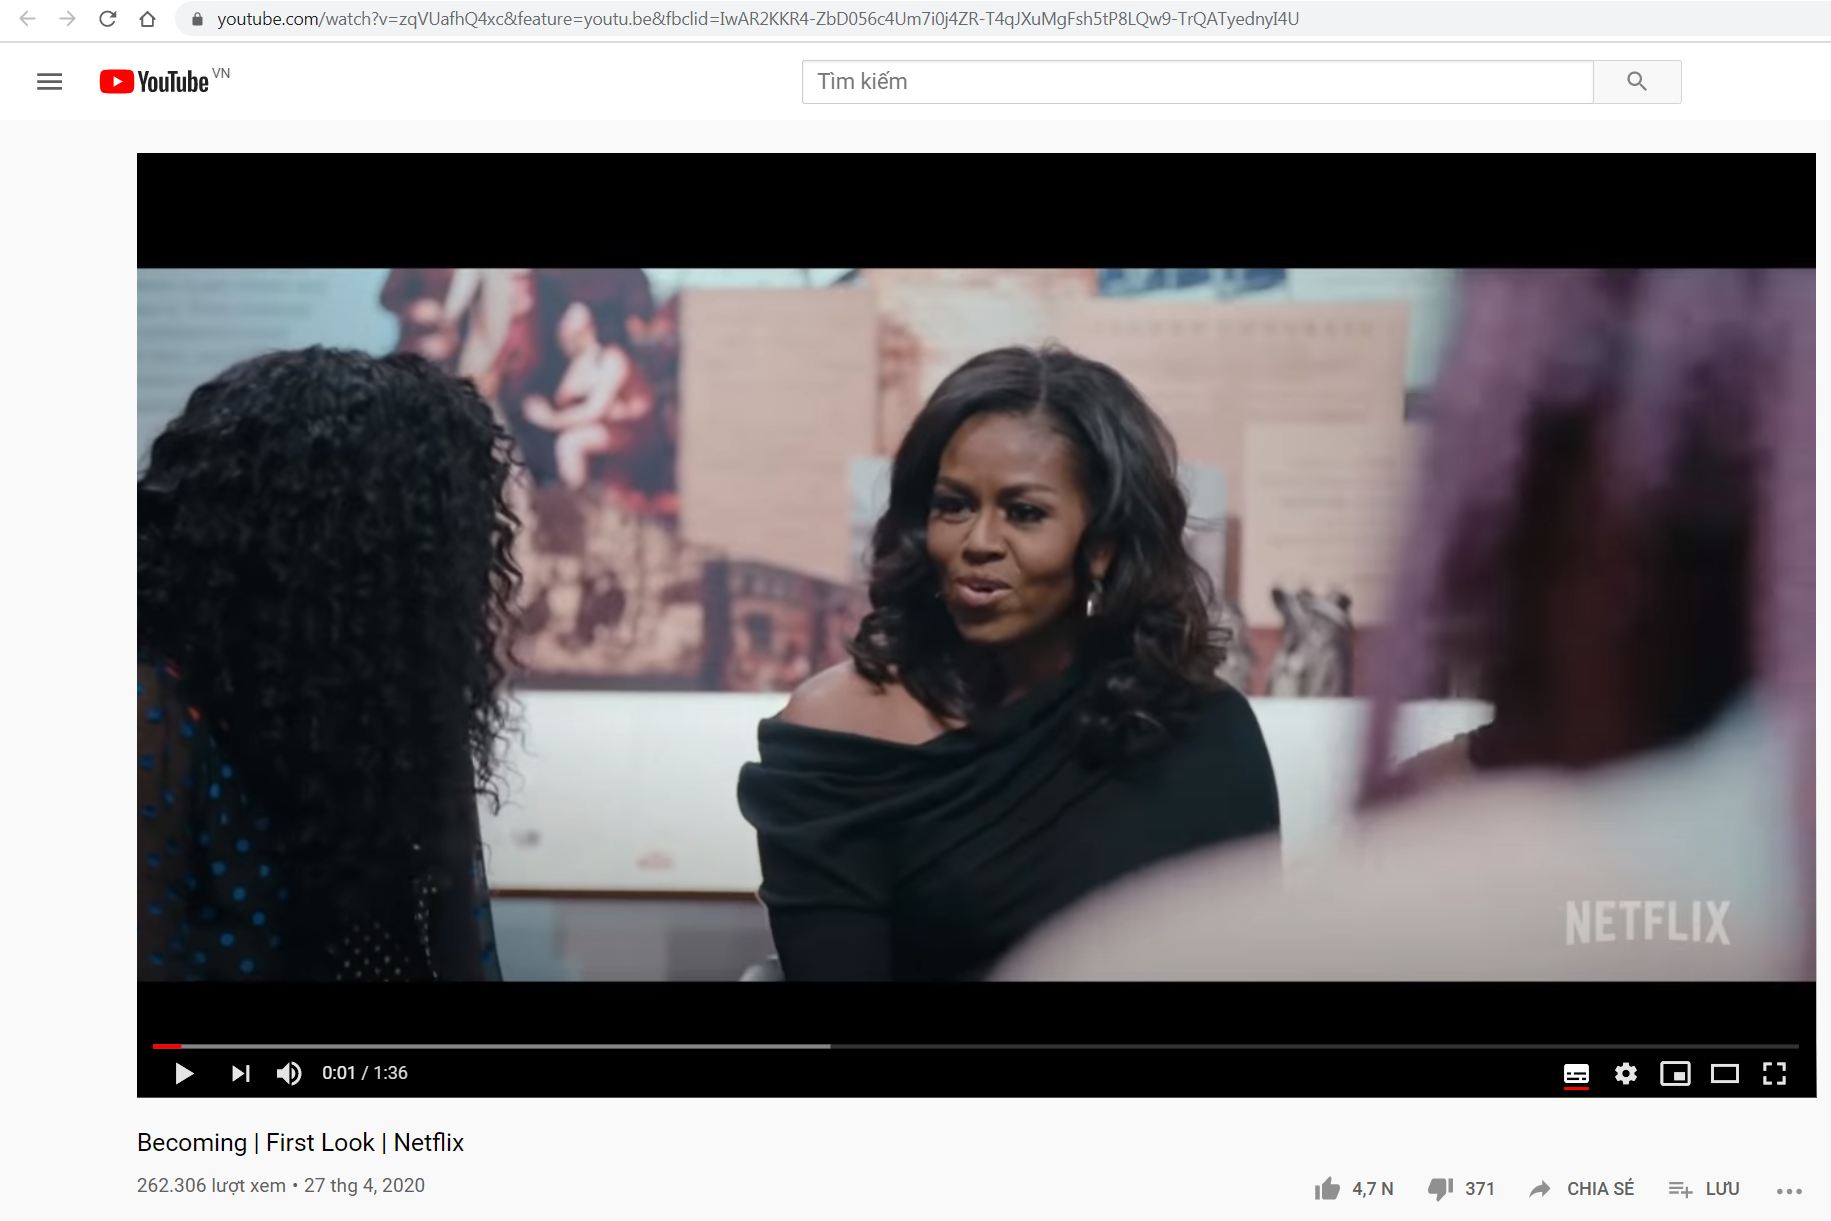 youtube.com/watch?v=zqVUafhQ4xc&feature=youtu.be&fbclid=IwAR2KKR4-ZbD056c4Um7i0j4ZR-T4qJXuMgFsh5tP8LQw9-TrQATyednyI4U
YouTube VN
Tìm kiếm
NETFLIX
0:01 / 1:36
Becoming | First Look | Netflix
262.306 lượt xem • 27 thg 4, 2020
4,7 N 371 CHIA SẺ LƯU